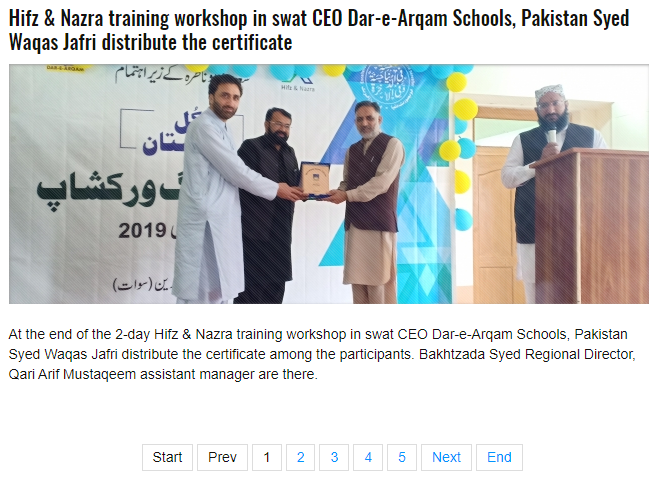 Hifz & Nazra training workshop in swat CEO Dar-e-Arqam Schools, Pakistan Syed
Waqas Jafri distribute the certificate
DAR-E-ARQAM
ناظرہ کے زیر اہتمام
Hifz & Nazra
کُل
ستان
گ ورکشاپ
2019
(سوات)
At the end of the 2-day Hifz & Nazra training workshop in swat CEO Dar-e-Arqam Schools, Pakistan
Syed Waqas Jafri distribute the certificate among the participants. Bakhtzada Syed Regional Director,
Qari Arif Mustaqeem assistant manager are there.
Start Prev 1 2 3 4 5 Next End